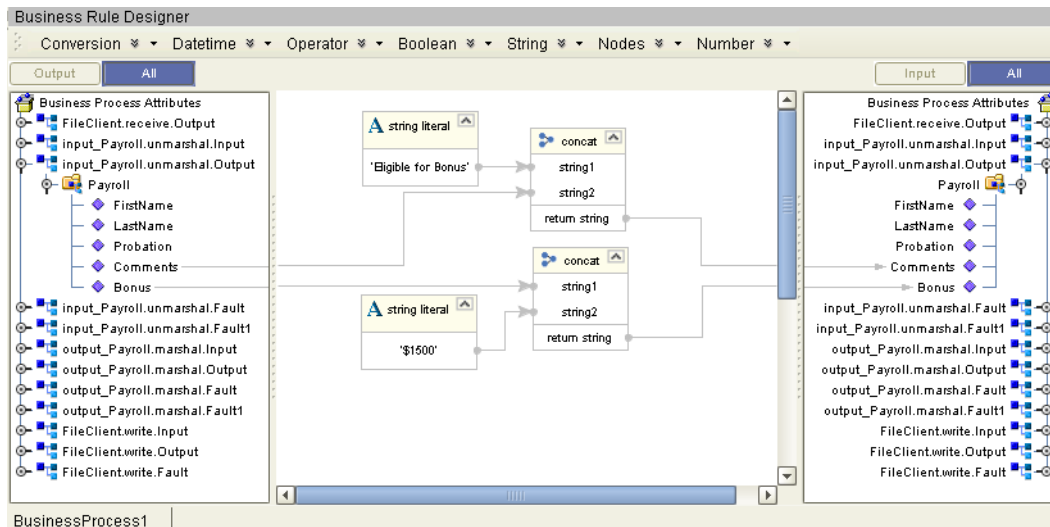 Business Rule Designer
Conversion Datetime Operator Boolean String Nodes Number
Output All Input All
Business Process Attributes
FileClient.receive.Output
input_Payroll.unmarshal.Input
input_Payroll.unmarshal.Output
Payroll
FirstName
LastName
Probation
Comments
Bonus
input_Payroll.unmarshal.Fault
input_Payroll.unmarshal.Fault1
output_Payroll.marshal.Input
output_Payroll.marshal.Output
output_Payroll.marshal.Fault
output_Payroll.marshal.Fault1
FileClient.write.Input
FileClient.write.Output
FileClient.write.Fault
A string literal
'Eligible for Bonus'
concat
string1
string2
return string
A string literal
'$1500'
concat
string1
string2
return string
Business Process Attributes
FileClient.receive.Output
input_Payroll.unmarshal.Input
input_Payroll.unmarshal.Output
Payroll
FirstName
LastName
Probation
Comments
Bonus
input_Payroll.unmarshal.Fault
input_Payroll.unmarshal.Fault1
output_Payroll.marshal.Input
output_Payroll.marshal.Output
output_Payroll.marshal.Fault
output_Payroll.marshal.Fault1
FileClient.write.Input
FileClient.write.Output
FileClient.write.Fault
BusinessProcess1